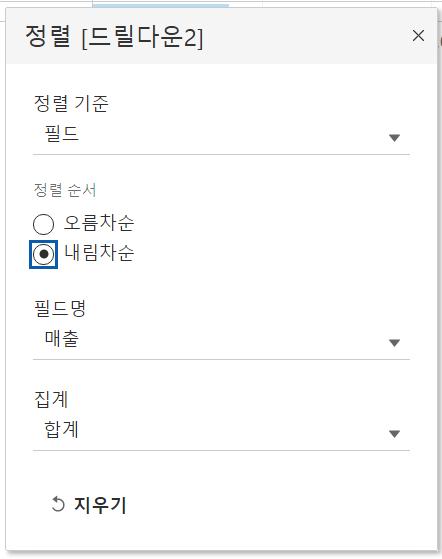 정렬 [드릴다운2]
정렬 기준
필드
정렬 순서
오름차순
내림차순
필드명
매출
집계
합계
지우기